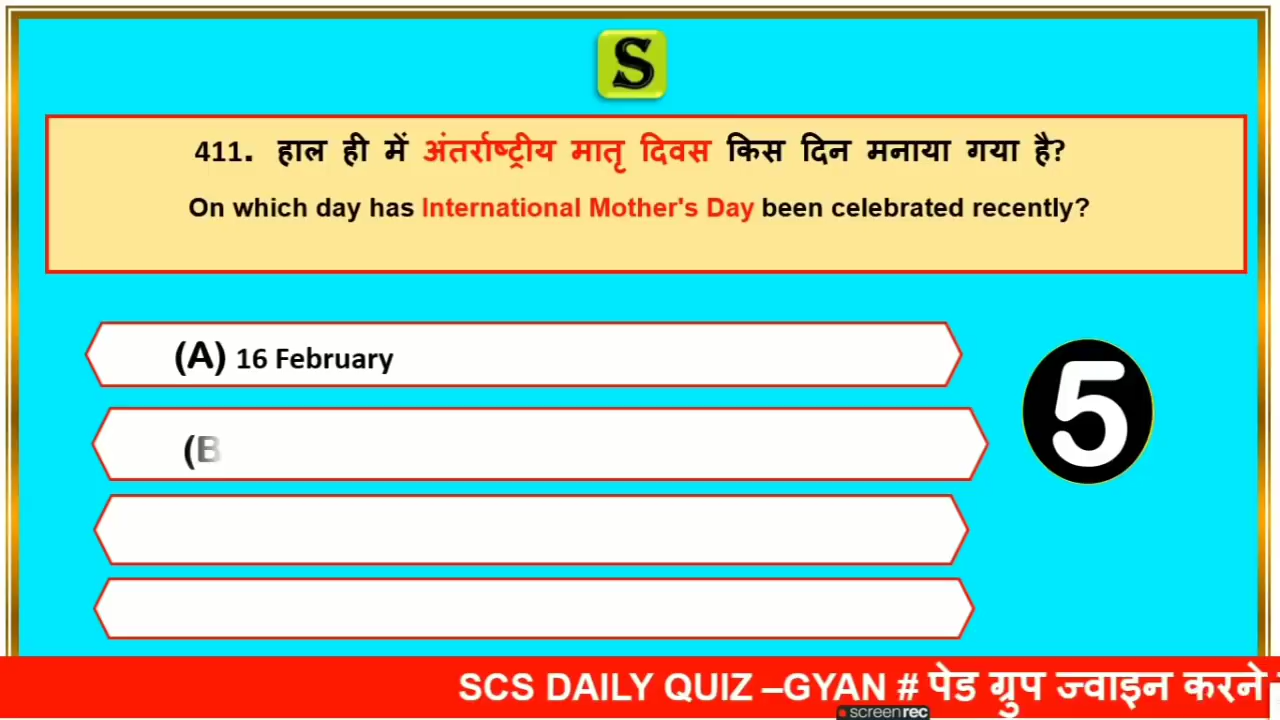 S
411. हाल ही में अंतर्राष्ट्रीय मातृ दिवस किस दिन मनाया गया है?
On which day has International Mother's Day been celebrated recently?
(A) 16 February
(B
5
SCS DAILY QUIZ –GYAN # पेड ग्रुप ज्वाइन करने
screenrec